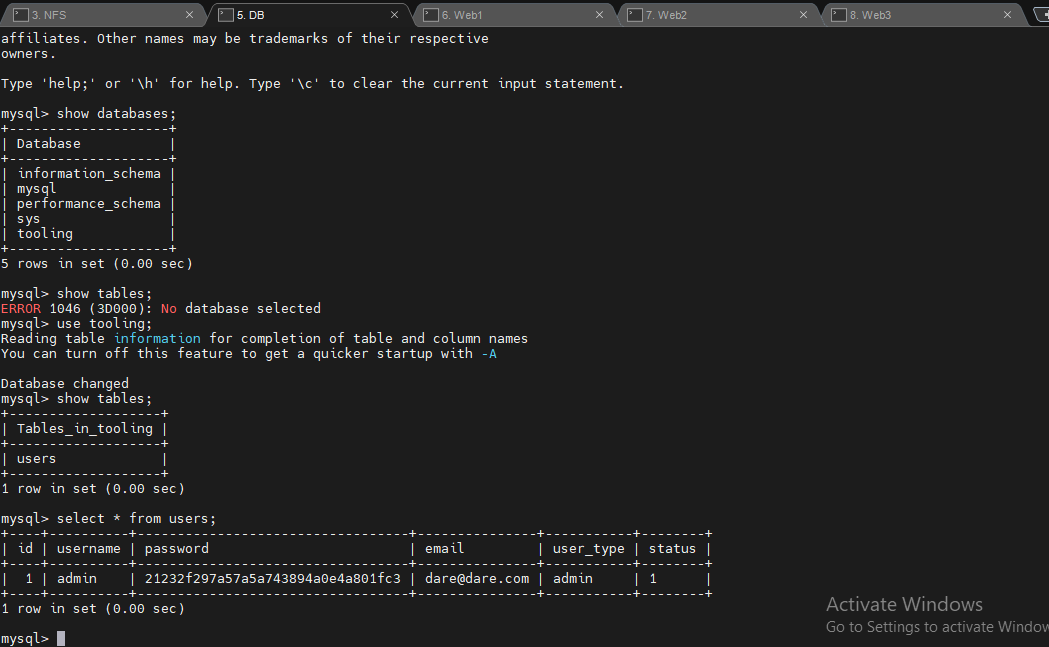 3. NFS 5. DB 6. Web1 7. Web2 8. Web3
affiliates. Other names may be trademarks of their respective
owners.
Type 'help;' or '\h' for help. Type '\c' to clear the current input statement.
mysql> show databases;
+--------------------+
| Database           |
+--------------------+
| information_schema |
| mysql              |
| performance_schema |
| sys                |
| tooling            |
+--------------------+
5 rows in set (0.00 sec)
mysql> show tables;
ERROR 1046 (3D000): No database selected
mysql> use tooling;
Reading table information for completion of table and column names
You can turn off this feature to get a quicker startup with -A
Database changed
mysql> show tables;
+-------------------+
| Tables_in_tooling |
+-------------------+
| users             |
+-------------------+
1 row in set (0.00 sec)
mysql> select * from users;
+----+----------+----------------------------------+---------------+-----------+--------+
| id | username | password                         | email         | user_type | status |
+----+----------+----------------------------------+---------------+-----------+--------+
|  1 | admin    | 21232f297a57a5a743894a0e4a801fc3 | dare@dare.com | admin     | 1      |
+----+----------+----------------------------------+---------------+-----------+--------+
1 row in set (0.00 sec)
mysql>
Activate Windows
Go to Settings to activate Window